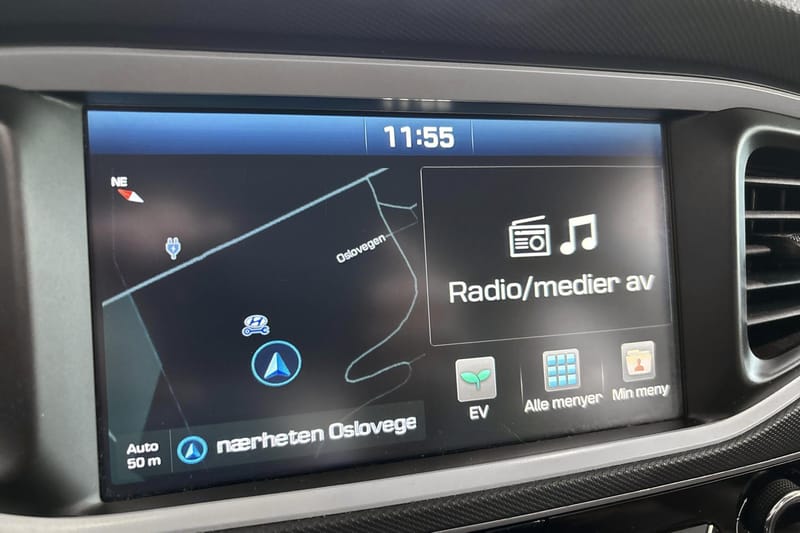 11:55
NE
Oslovegen
Radio/medier av
EV
Alle menyer
Min meny
Auto
50 m
nærheten Oslovege